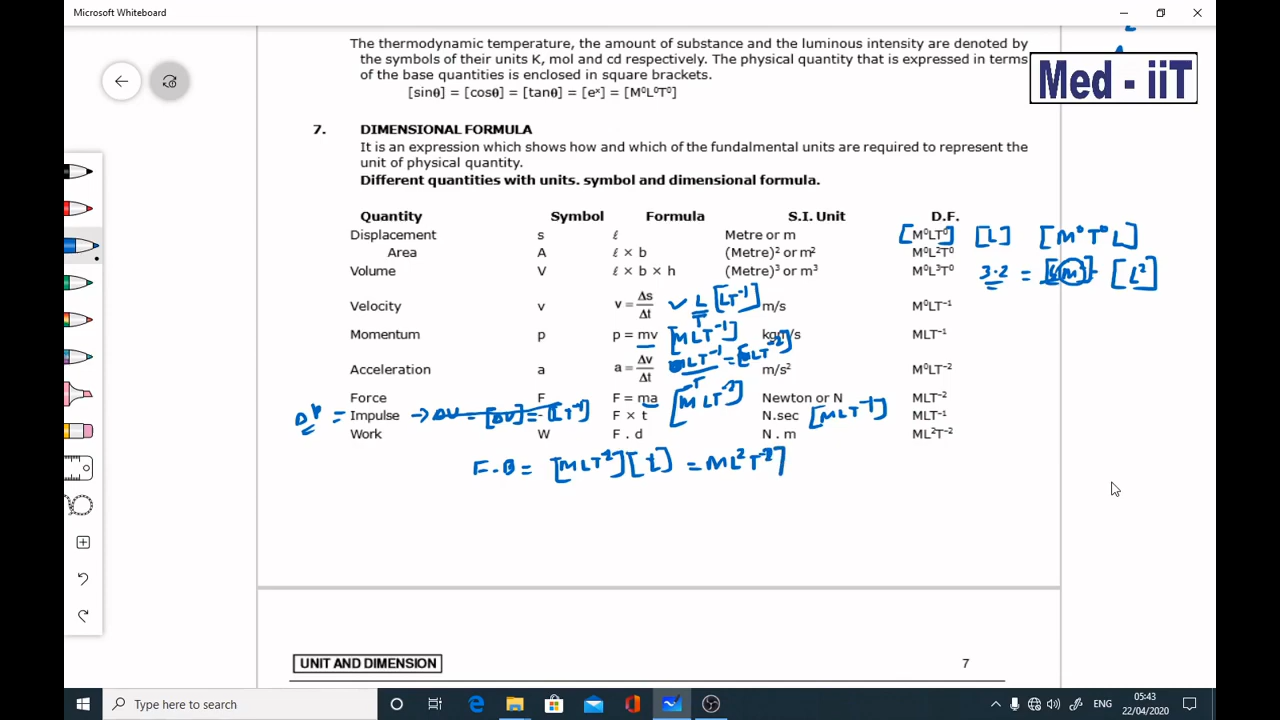 Microsoft Whiteboard
The thermodynamic temperature, the amount of substance and the luminous intensity are denoted by
the symbols of their units K, mol and cd respectively. The physical quantity that is expressed in terms
of the base quantities is enclosed in square brackets.
[sinθ] = [cosθ] = [tanθ] = [eˣ] = [M⁰L⁰T⁰]
Med - iiT
7. DIMENSIONAL FORMULA
It is an expression which shows how and which of the fundalmental units are required to represent the
unit of physical quantity.
Different quantities with units. symbol and dimensional formula.
Quantity Symbol Formula S.I. Unit D.F.
Displacement s ℓ Metre or m [M⁰LT⁰] [L] [M⁰T⁰L]
Area A ℓ × b (Metre)² or m² M⁰L²T⁰
Volume V ℓ × b × h (Metre)³ or m³ M⁰L³T⁰ 3.2 = [L²]
Velocity v v = Δs/Δt L/T [LT⁻¹] m/s M⁰LT⁻¹
Momentum p p = mv [MLT⁻¹] kgm/s MLT⁻¹
Acceleration a a = Δv/Δt m/s² M⁰LT⁻²
Force F F = ma [MLT⁻²] Newton or N MLT⁻²
Impulse - F × t N.sec [MLT⁻¹] MLT⁻¹
Work W F . d N . m ML²T⁻²
= [MLT⁻²][L] = ML²T⁻²]
UNIT AND DIMENSION 7
Type here to search
ENG
05:43
22/04/2020